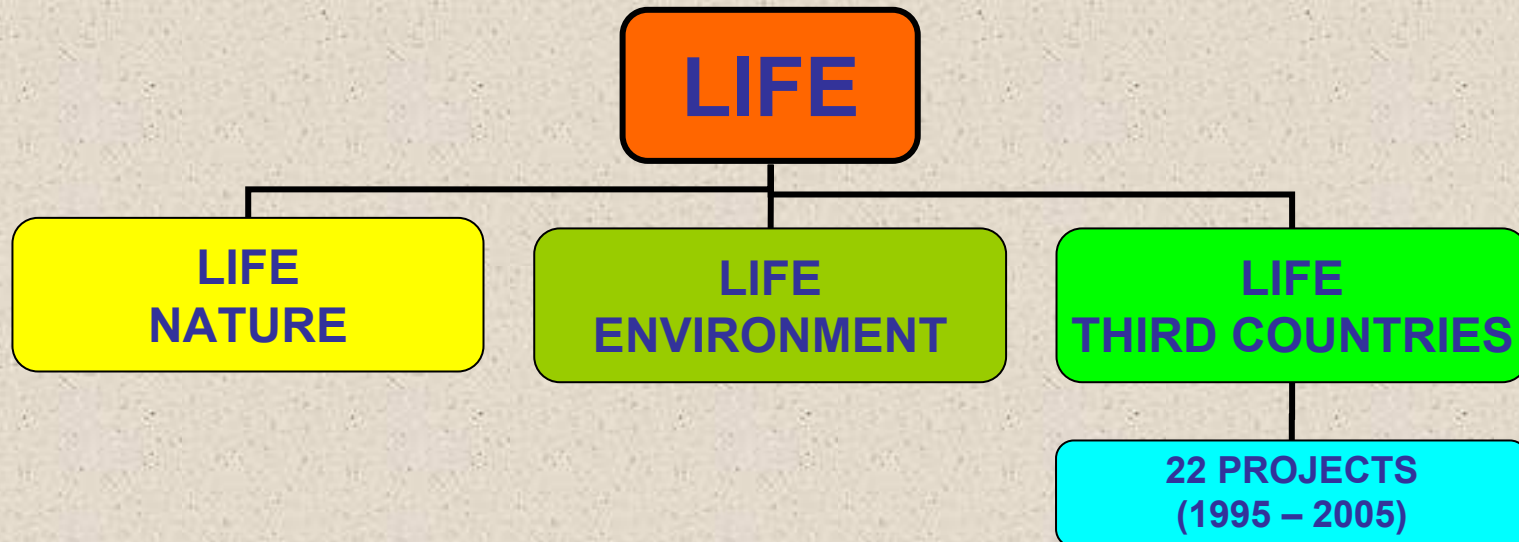 LIFE
LIFE
NATURE
LIFE
ENVIRONMENT
LIFE
THIRD COUNTRIES
22 PROJECTS
(1995 – 2005)